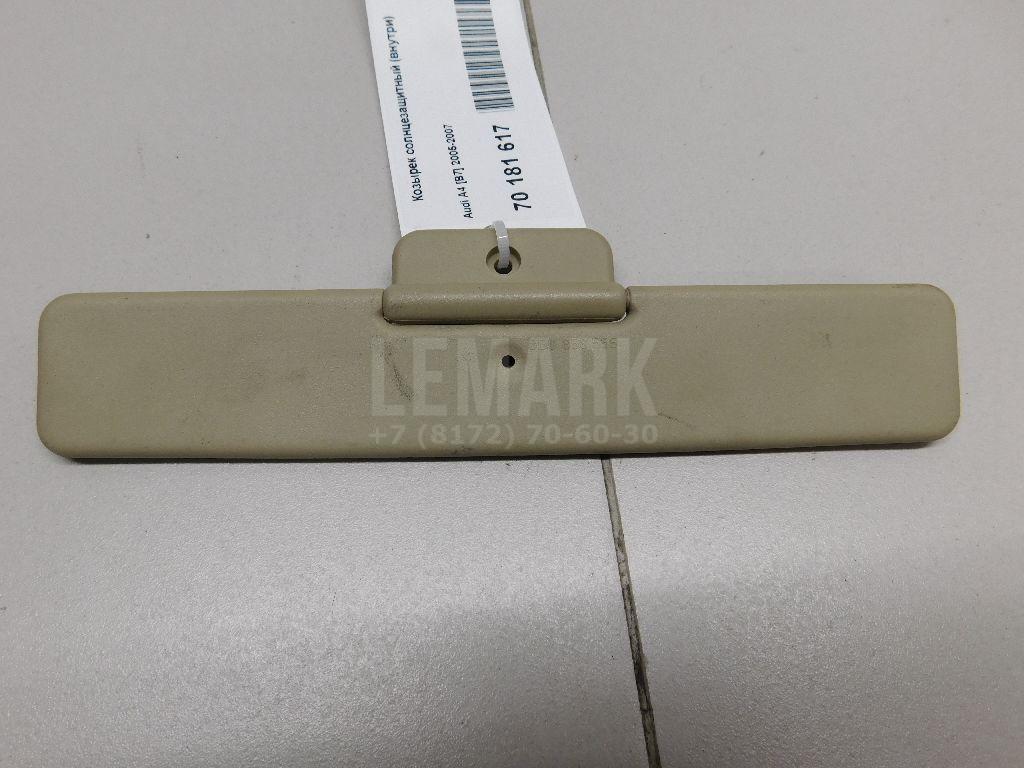 Козырек солнцезащитный (внутри)
Audi A4 [B7] 2005-2007
70 181 617
LEMARK
+7 (8172) 70-60-30